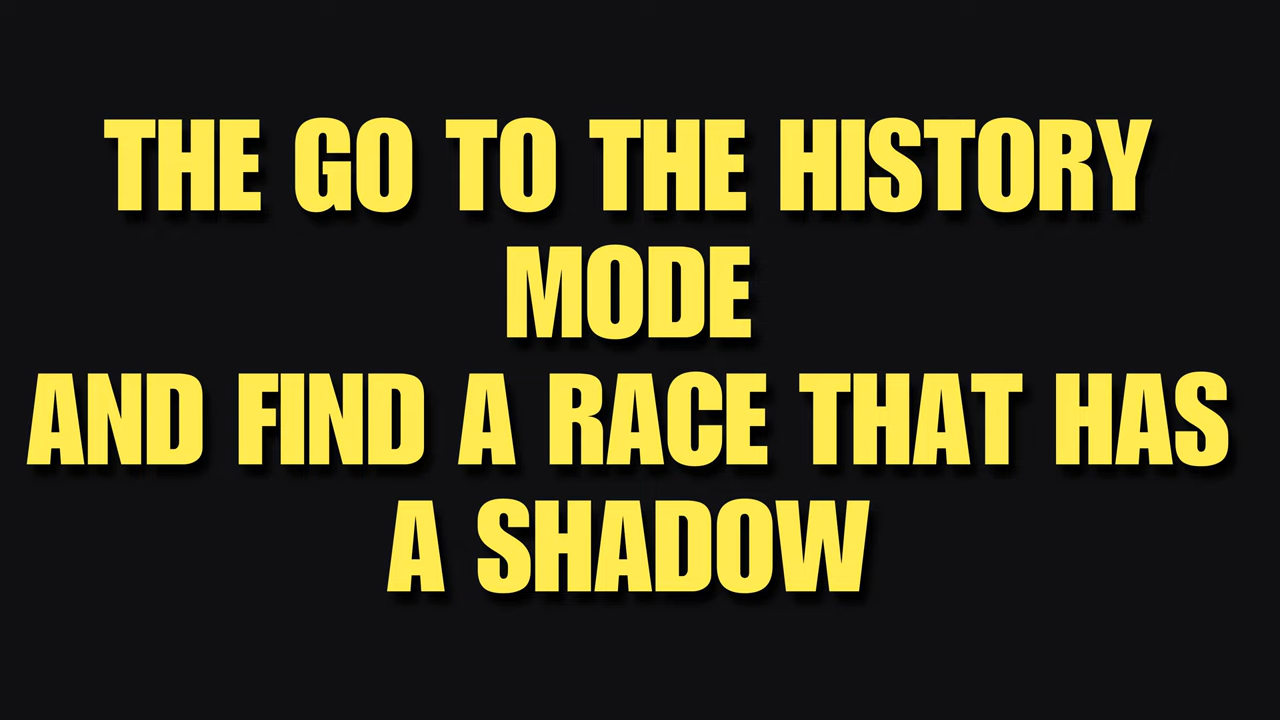 THE GO TO THE HISTORY
MODE
AND FIND A RACE THAT HAS
A SHADOW